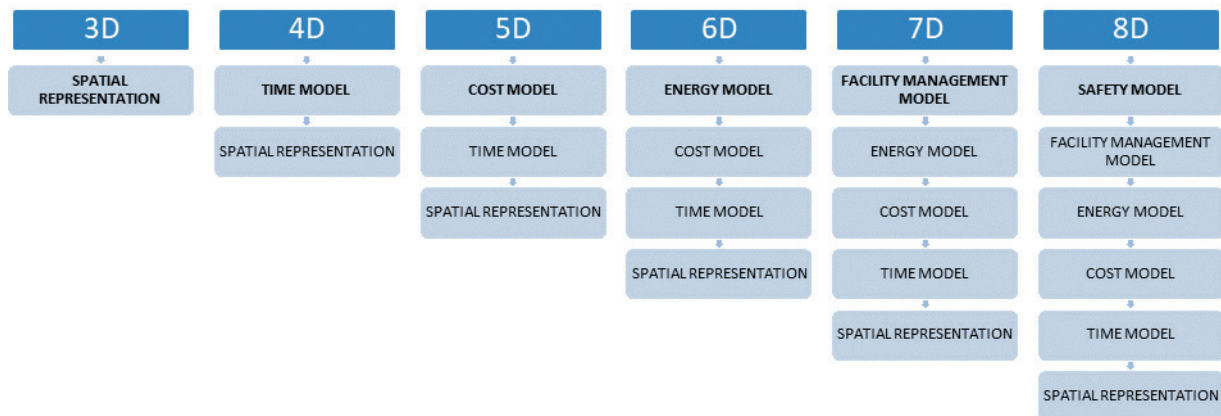 3D
SPATIAL
REPRESENTATION
4D
TIME MODEL
SPATIAL REPRESENTATION
5D
COST MODEL
TIME MODEL
SPATIAL REPRESENTATION
6D
ENERGY MODEL
COST MODEL
TIME MODEL
SPATIAL REPRESENTATION
7D
FACILITY MANAGEMENT
MODEL
ENERGY MODEL
COST MODEL
TIME MODEL
SPATIAL REPRESENTATION
8D
SAFETY MODEL
FACILITY MANAGEMENT
MODEL
ENERGY MODEL
COST MODEL
TIME MODEL
SPATIAL REPRESENTATION